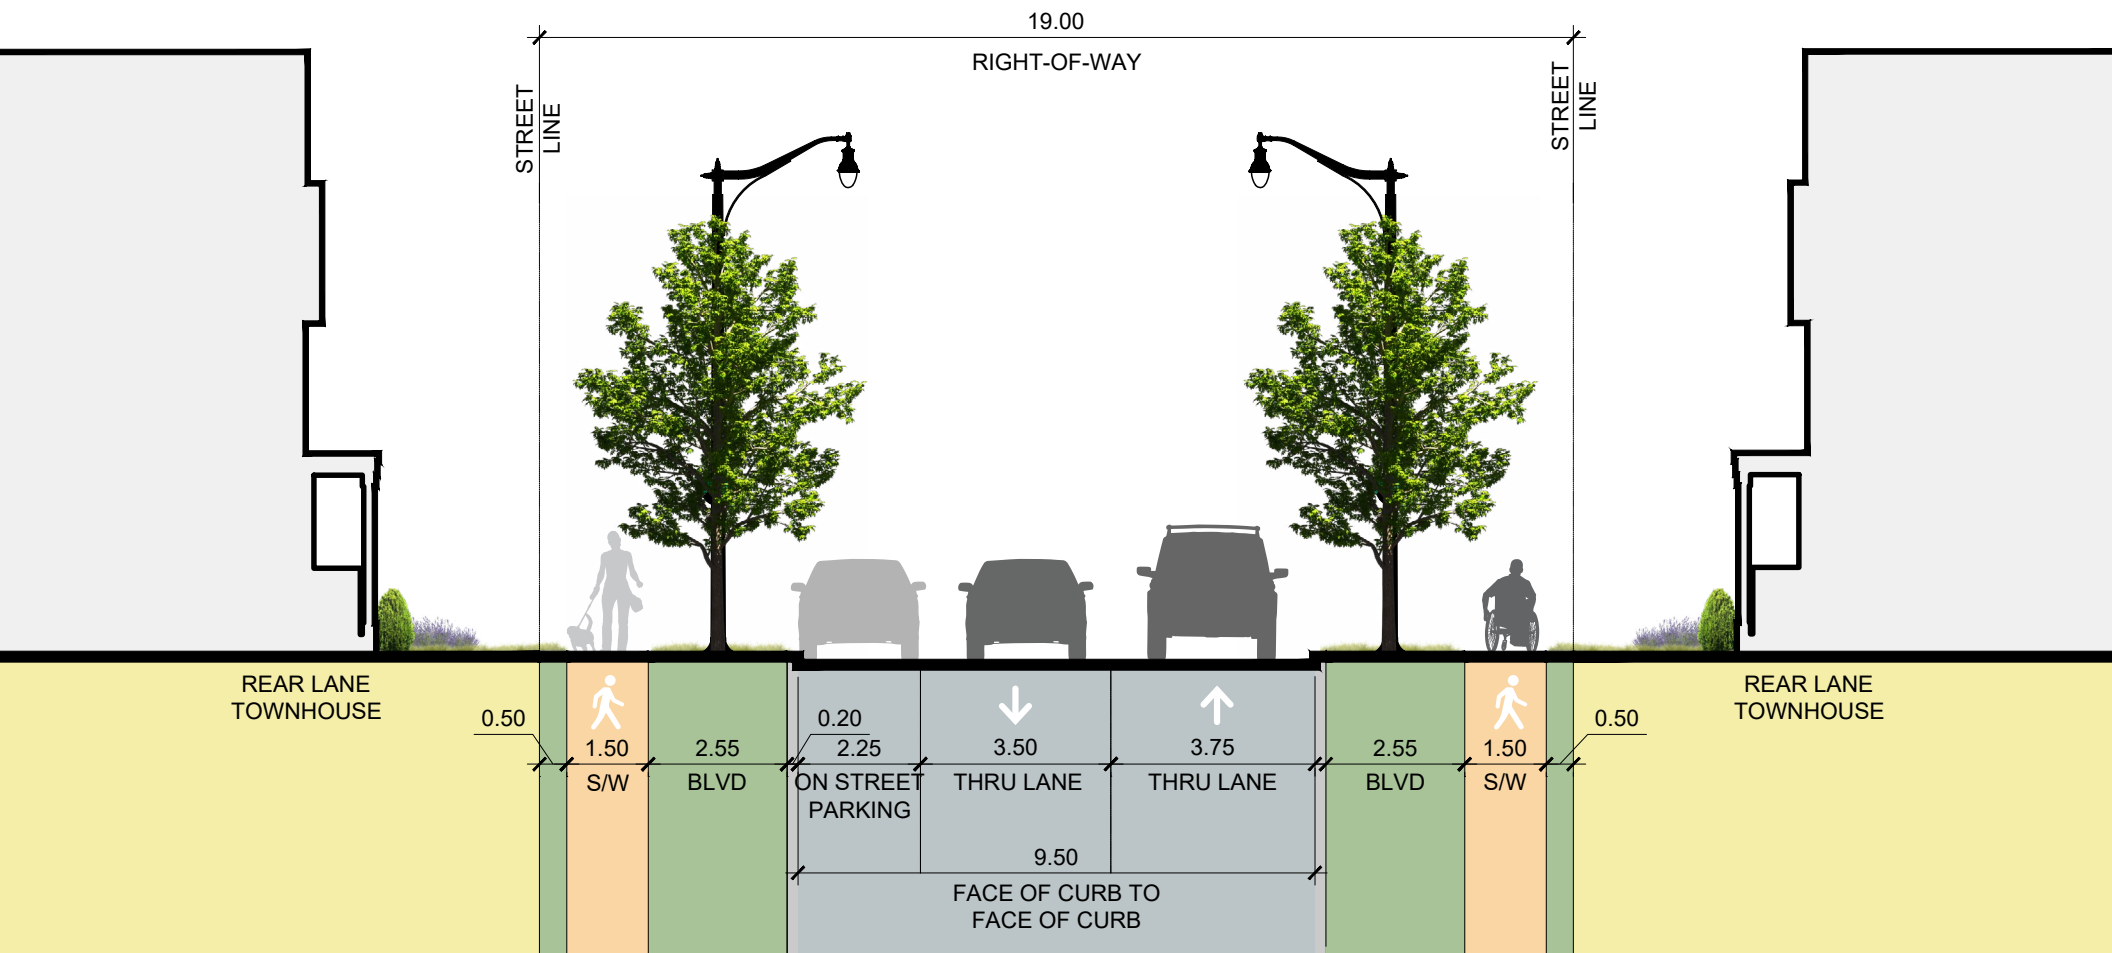 19.00
RIGHT-OF-WAY
STREET
LINE
STREET
LINE
REAR LANE
TOWNHOUSE
REAR LANE
TOWNHOUSE
0.50
0.20
0.50
1.50
2.55
2.25
3.50
3.75
2.55
1.50
S/W
BLVD
ON STREET
PARKING
THRU LANE
THRU LANE
BLVD
S/W
9.50
FACE OF CURB TO
FACE OF CURB